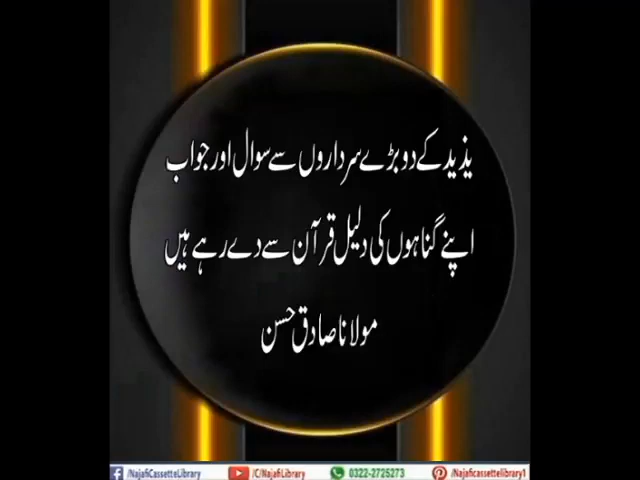 یذید کے دو بڑے سرداروں سے سوال اور جواب
اپنے گناہوں کی دلیل قرآن سے دے رہے ہیں
مولانا صادق حسن
/NajafiCassetteLibrary /C/NajafiLibrary 0322-2725273 /Najaficassettelibrary1